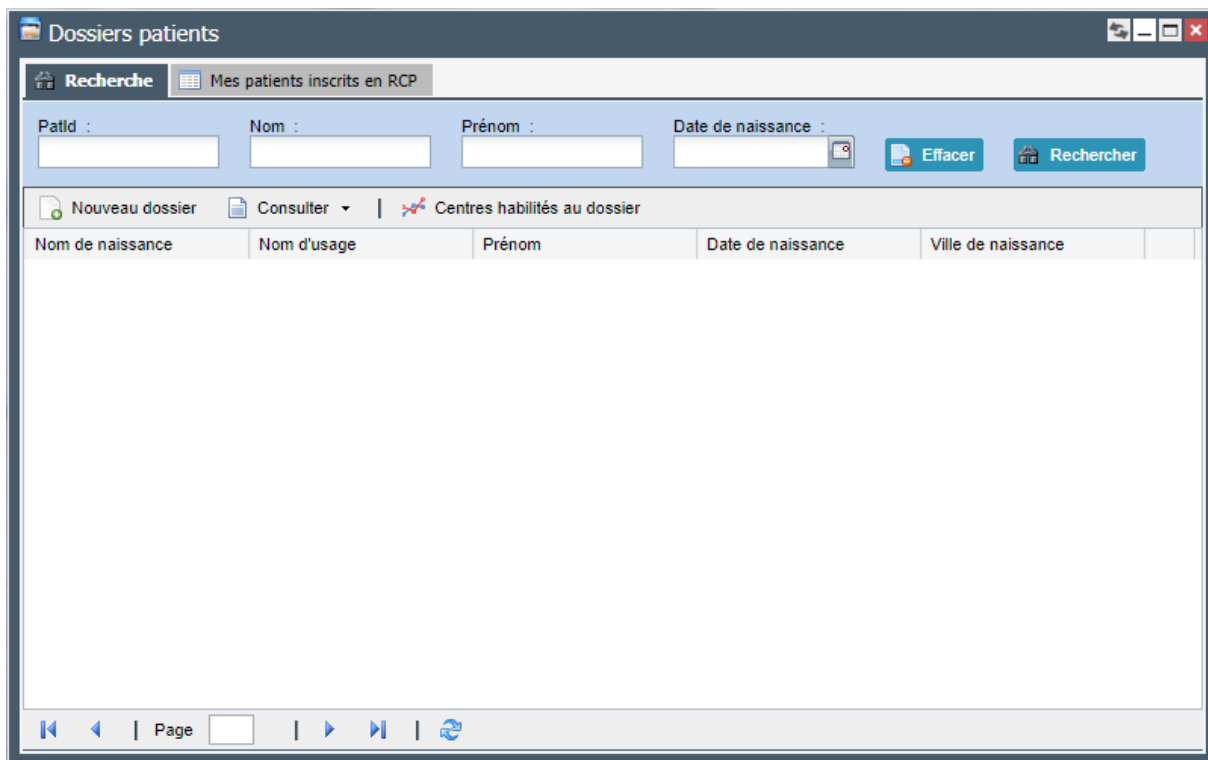 Dossiers patients
Recherche Mes patients inscrits en RCP
PatId : Nom : Prénom : Date de naissance :
Effacer Rechercher
Nouveau dossier Consulter | Centres habilités au dossier
Nom de naissance Nom d'usage Prénom Date de naissance Ville de naissance
| Page | |